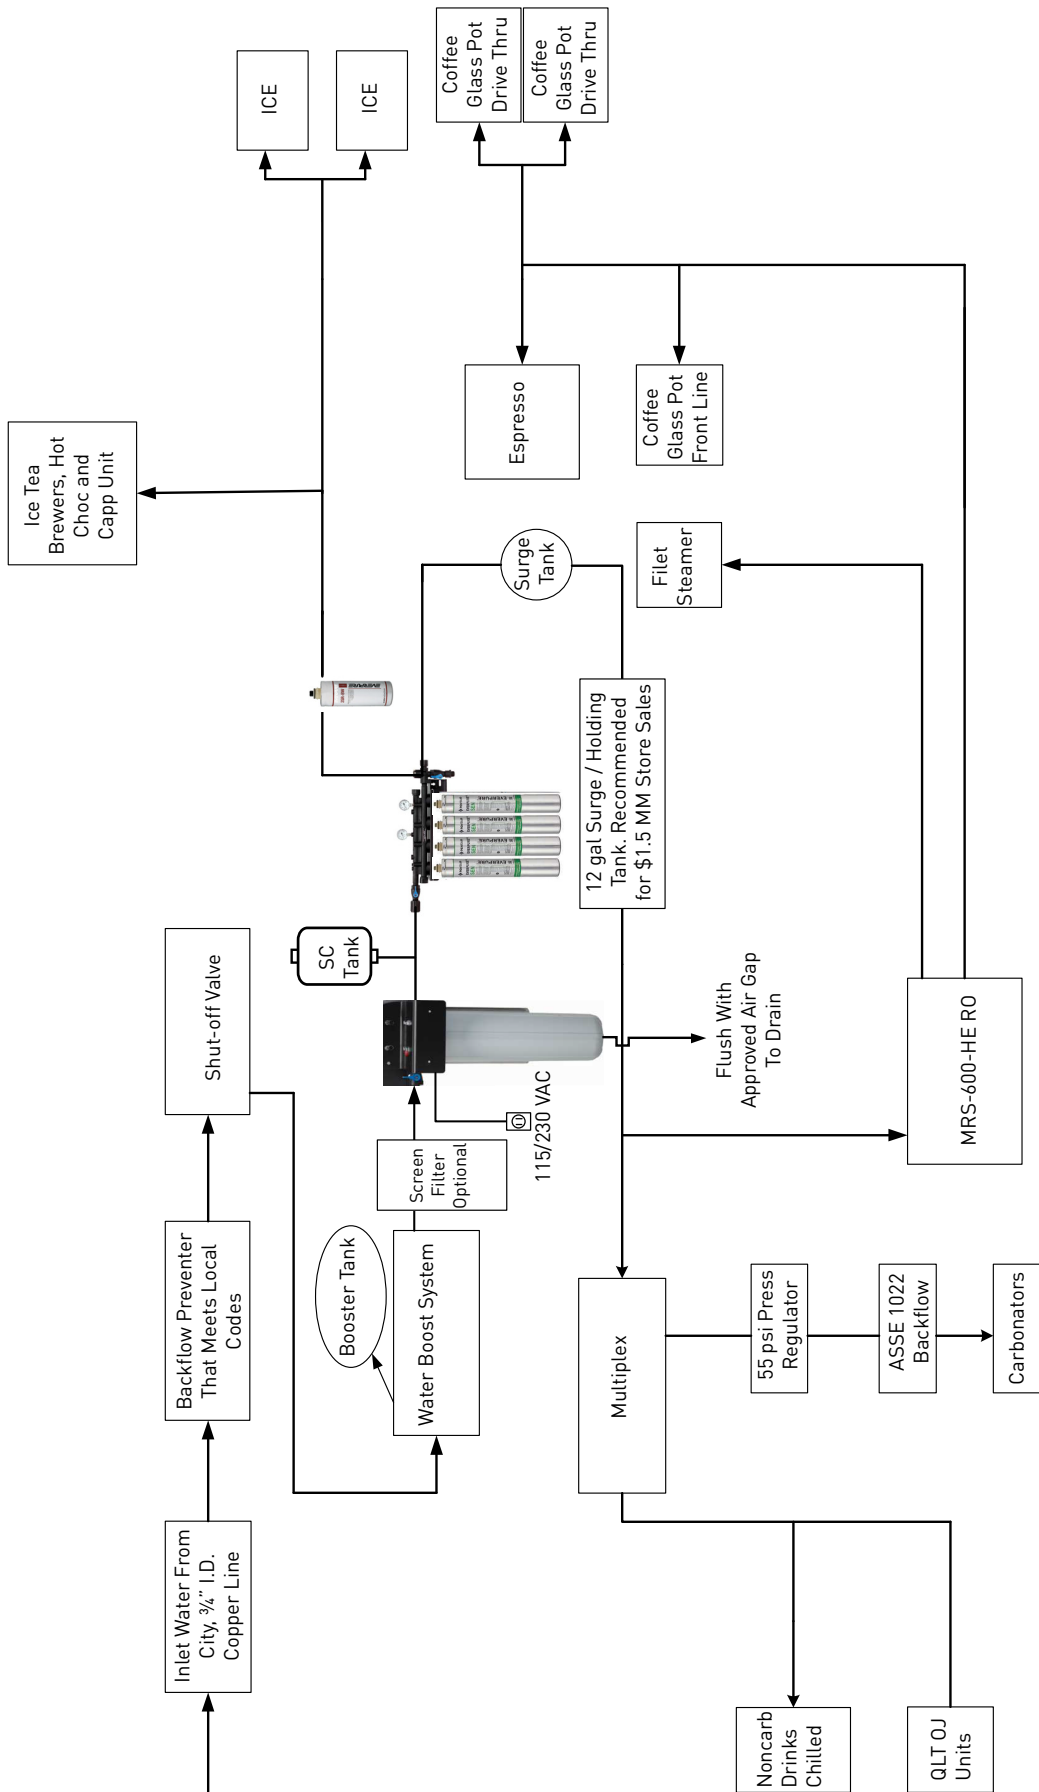 Inlet Water From
City, ¾" I.D.
Copper Line
Backflow Preventer
That Meets Local
Codes
Shut-off Valve
Booster Tank
Water Boost System
Screen
Filter
Optional
115/230 VAC
SC
Tank
Flush With
Approved Air Gap
To Drain
EVERPURE
EVERPURE
EVERPURE
EVERPURE
EVERPURE
Ice Tea
Brewers, Hot
Choc and
Capp Unit
ICE
ICE
Surge
Tank
12 gal Surge / Holding
Tank. Recommended
for $1.5 MM Store Sales
Multiplex
55 psi Press
Regulator
ASSE 1022
Backflow
Carbonators
Noncarb
Drinks
Chilled
QLT OJ
Units
MRS-600-HE RO
Filet
Steamer
Espresso
Coffee
Glass Pot
Front Line
Coffee
Glass Pot
Drive Thru
Coffee
Glass Pot
Drive Thru